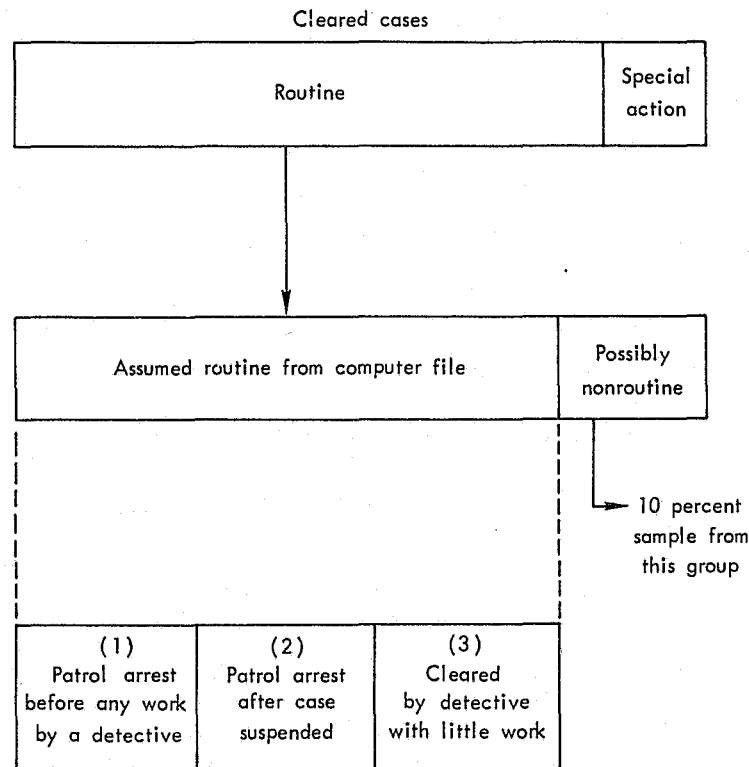 Cleared cases
Routine
Special
action
Assumed routine from computer file
Possibly
nonroutine
10 percent
sample from
this group
(1)
Patrol arrest
before any work
by a detective
(2)
Patrol arrest
after case
suspended
(3)
Cleared
by detective
with little work